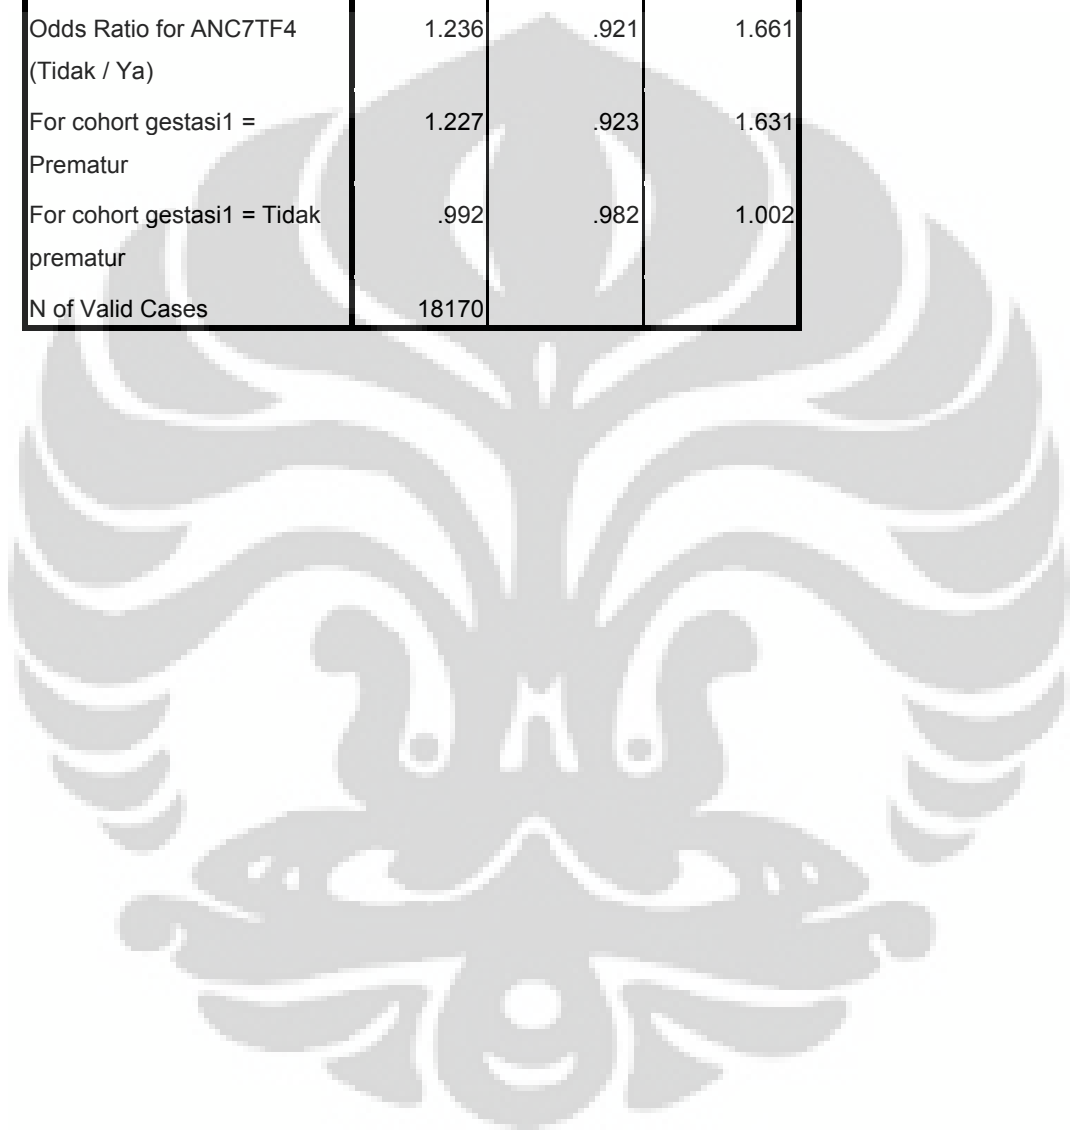 Odds Ratio for ANC7TF4 1.236 .921 1.661
(Tidak / Ya)
For cohort gestasi1 = 1.227 .923 1.631
Prematur
For cohort gestasi1 = Tidak .992 .982 1.002
prematur
N of Valid Cases 18170